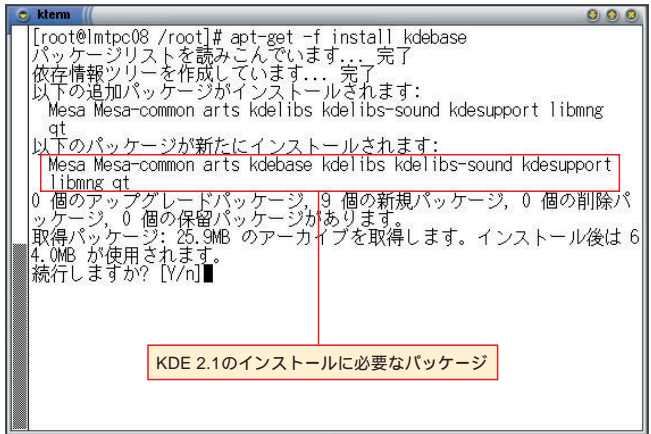 kterm
[root@lmtpc08 /root]# apt-get -f install kdebase
パッケージリストを読みこんでいます... 完了
依存情報ツリーを作成しています... 完了
以下の追加パッケージがインストールされます:
Mesa Mesa-common arts kdelibs kdelibs-sound kdesupport libmng
qt
以下のパッケージが新たにインストールされます:
Mesa Mesa-common arts kdebase kdelibs kdelibs-sound kdesupport
libmng qt
0 個のアップグレードパッケージ, 9 個の新規パッケージ, 0 個の削除パ
ッケージ, 0 個の保留パッケージがあります。
取得パッケージ: 25.9MB のアーカイブを取得します。インストール後は 6
4.0MB が使用されます。
続行しますか? [Y/n]
KDE 2.1のインストールに必要なパッケージ